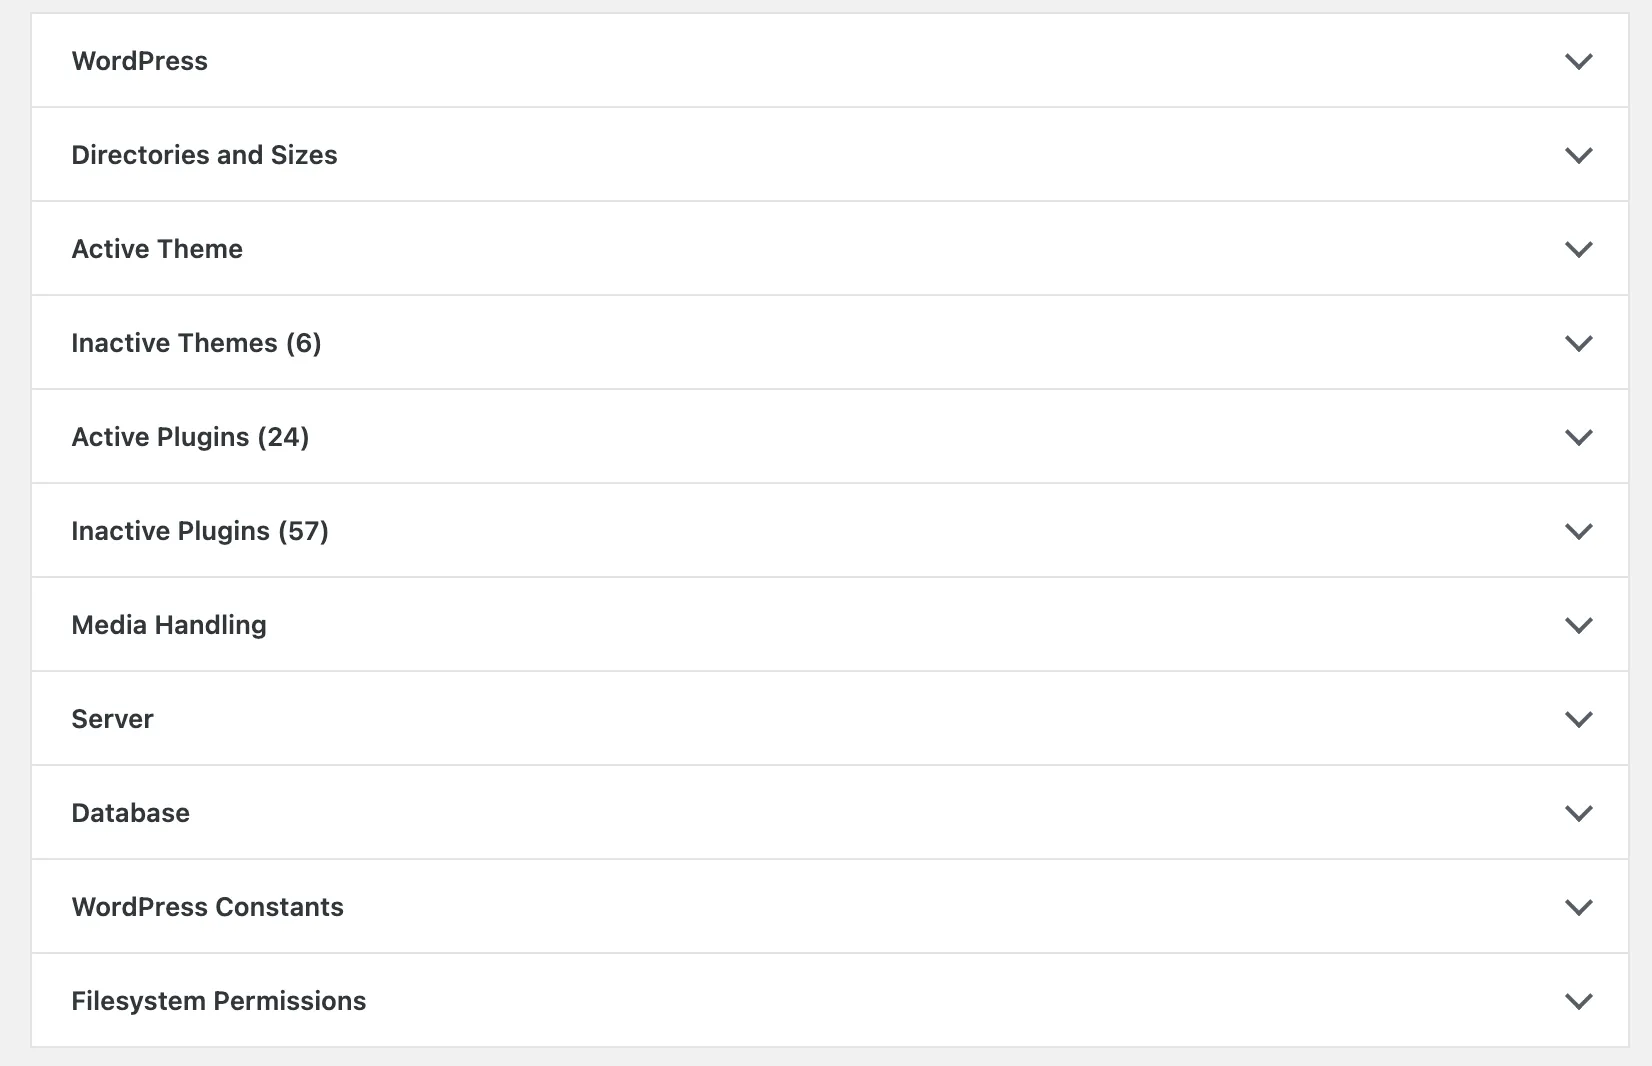 WordPress
Directories and Sizes
Active Theme
Inactive Themes (6)
Active Plugins (24)
Inactive Plugins (57)
Media Handling
Server
Database
WordPress Constants
Filesystem Permissions